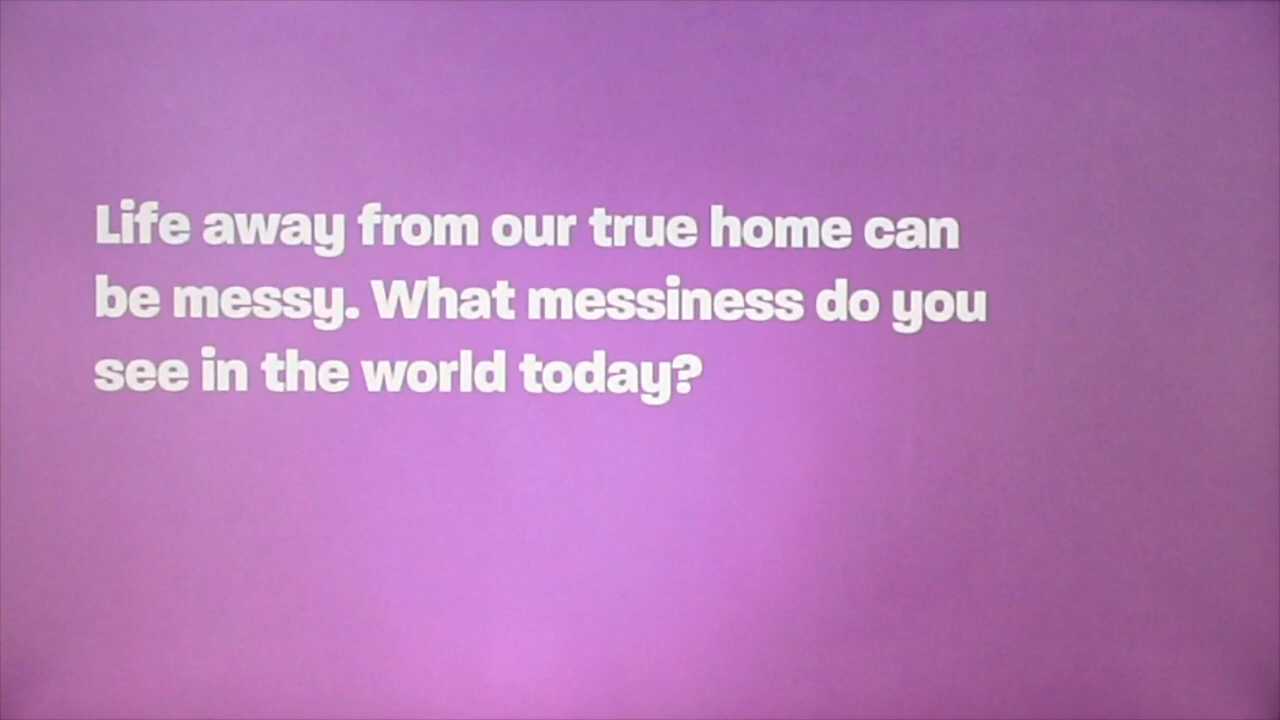 Life away from our true home can
be messy. What messiness do you
see in the world today?